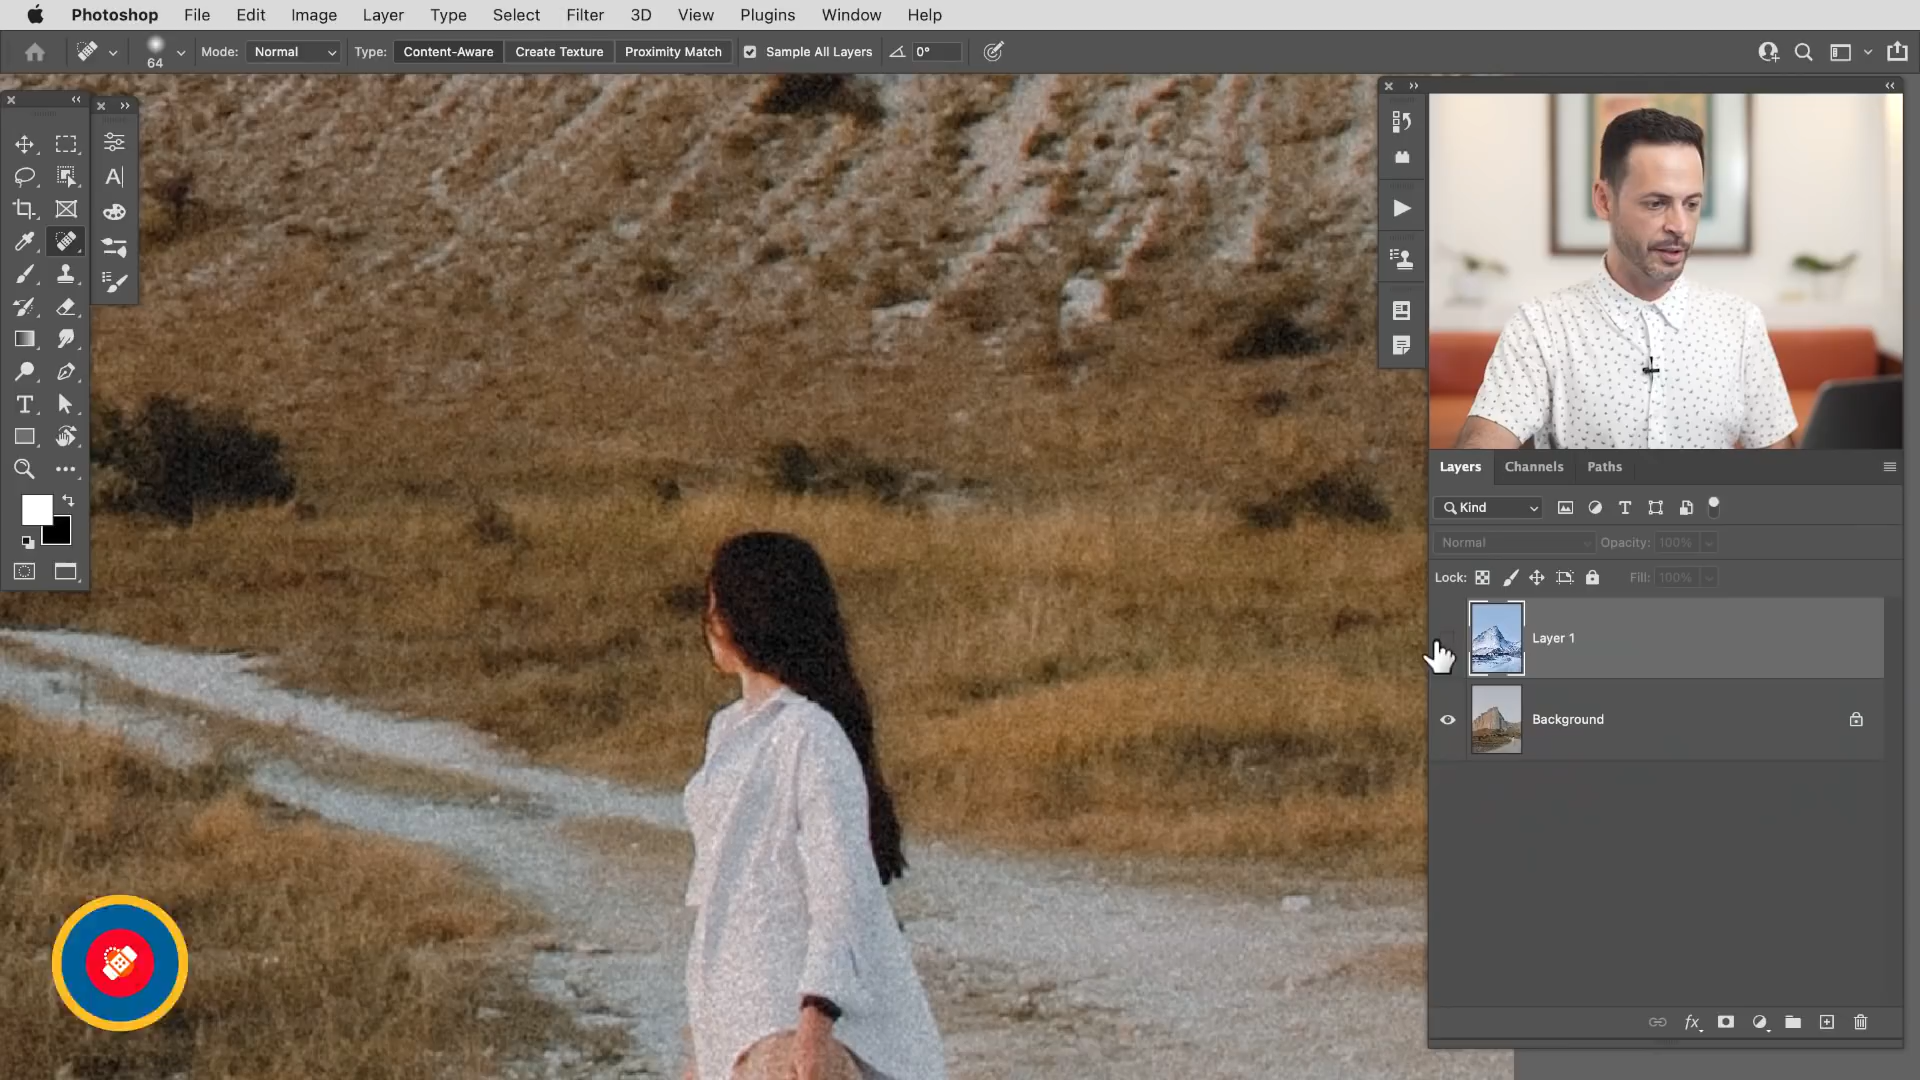 Photoshop File Edit Image Layer Type Select Filter 3D View Plugins Window Help
64 Mode: Normal Type: Content-Aware Create Texture Proximity Match Sample All Layers 0°
Layers Channels Paths
Kind
Normal Opacity: 100%
Lock: Fill: 100%
Layer 1
Background